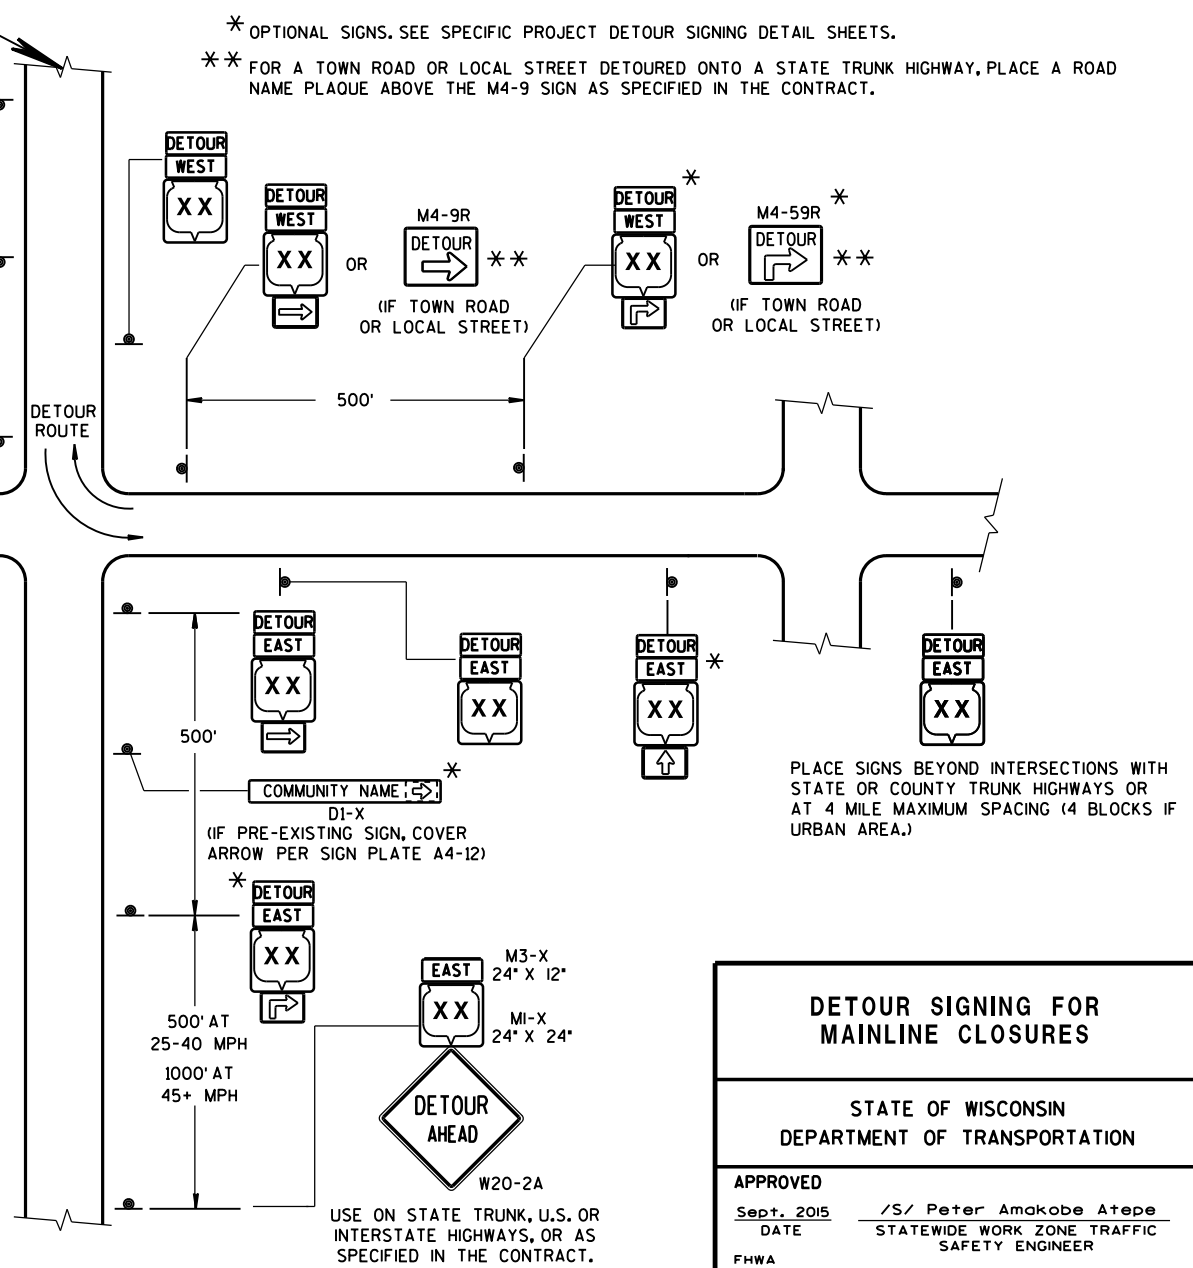 * OPTIONAL SIGNS. SEE SPECIFIC PROJECT DETOUR SIGNING DETAIL SHEETS.
** FOR A TOWN ROAD OR LOCAL STREET DETOURED ONTO A STATE TRUNK HIGHWAY, PLACE A ROAD
NAME PLAQUE ABOVE THE M4-9 SIGN AS SPECIFIED IN THE CONTRACT.
DETOUR
WEST
XX
DETOUR
WEST
XX
OR
M4-9R
DETOUR
**
(IF TOWN ROAD
OR LOCAL STREET)
*
DETOUR
WEST
XX
OR
M4-59R *
DETOUR
**
(IF TOWN ROAD
OR LOCAL STREET)
500'
DETOUR
ROUTE
DETOUR
EAST
XX
DETOUR
EAST
XX
DETOUR
EAST *
XX
DETOUR
EAST
XX
500'
COMMUNITY NAME *
D1-X
(IF PRE-EXISTING SIGN, COVER
ARROW PER SIGN PLATE A4-12)
PLACE SIGNS BEYOND INTERSECTIONS WITH
STATE OR COUNTY TRUNK HIGHWAYS OR
AT 4 MILE MAXIMUM SPACING (4 BLOCKS IF
URBAN AREA.)
*
DETOUR
EAST
XX
500' AT
25-40 MPH
1000' AT
45+ MPH
EAST
M3-X
24" X 12"
XX
M1-X
24" X 24"
DETOUR
AHEAD
W20-2A
USE ON STATE TRUNK, U.S. OR
INTERSTATE HIGHWAYS, OR AS
SPECIFIED IN THE CONTRACT.
DETOUR SIGNING FOR
MAINLINE CLOSURES
STATE OF WISCONSIN
DEPARTMENT OF TRANSPORTATION
APPROVED
Sept. 2015 /S/ Peter Amakobe Atepe
DATE STATEWIDE WORK ZONE TRAFFIC
SAFETY ENGINEER
FHWA